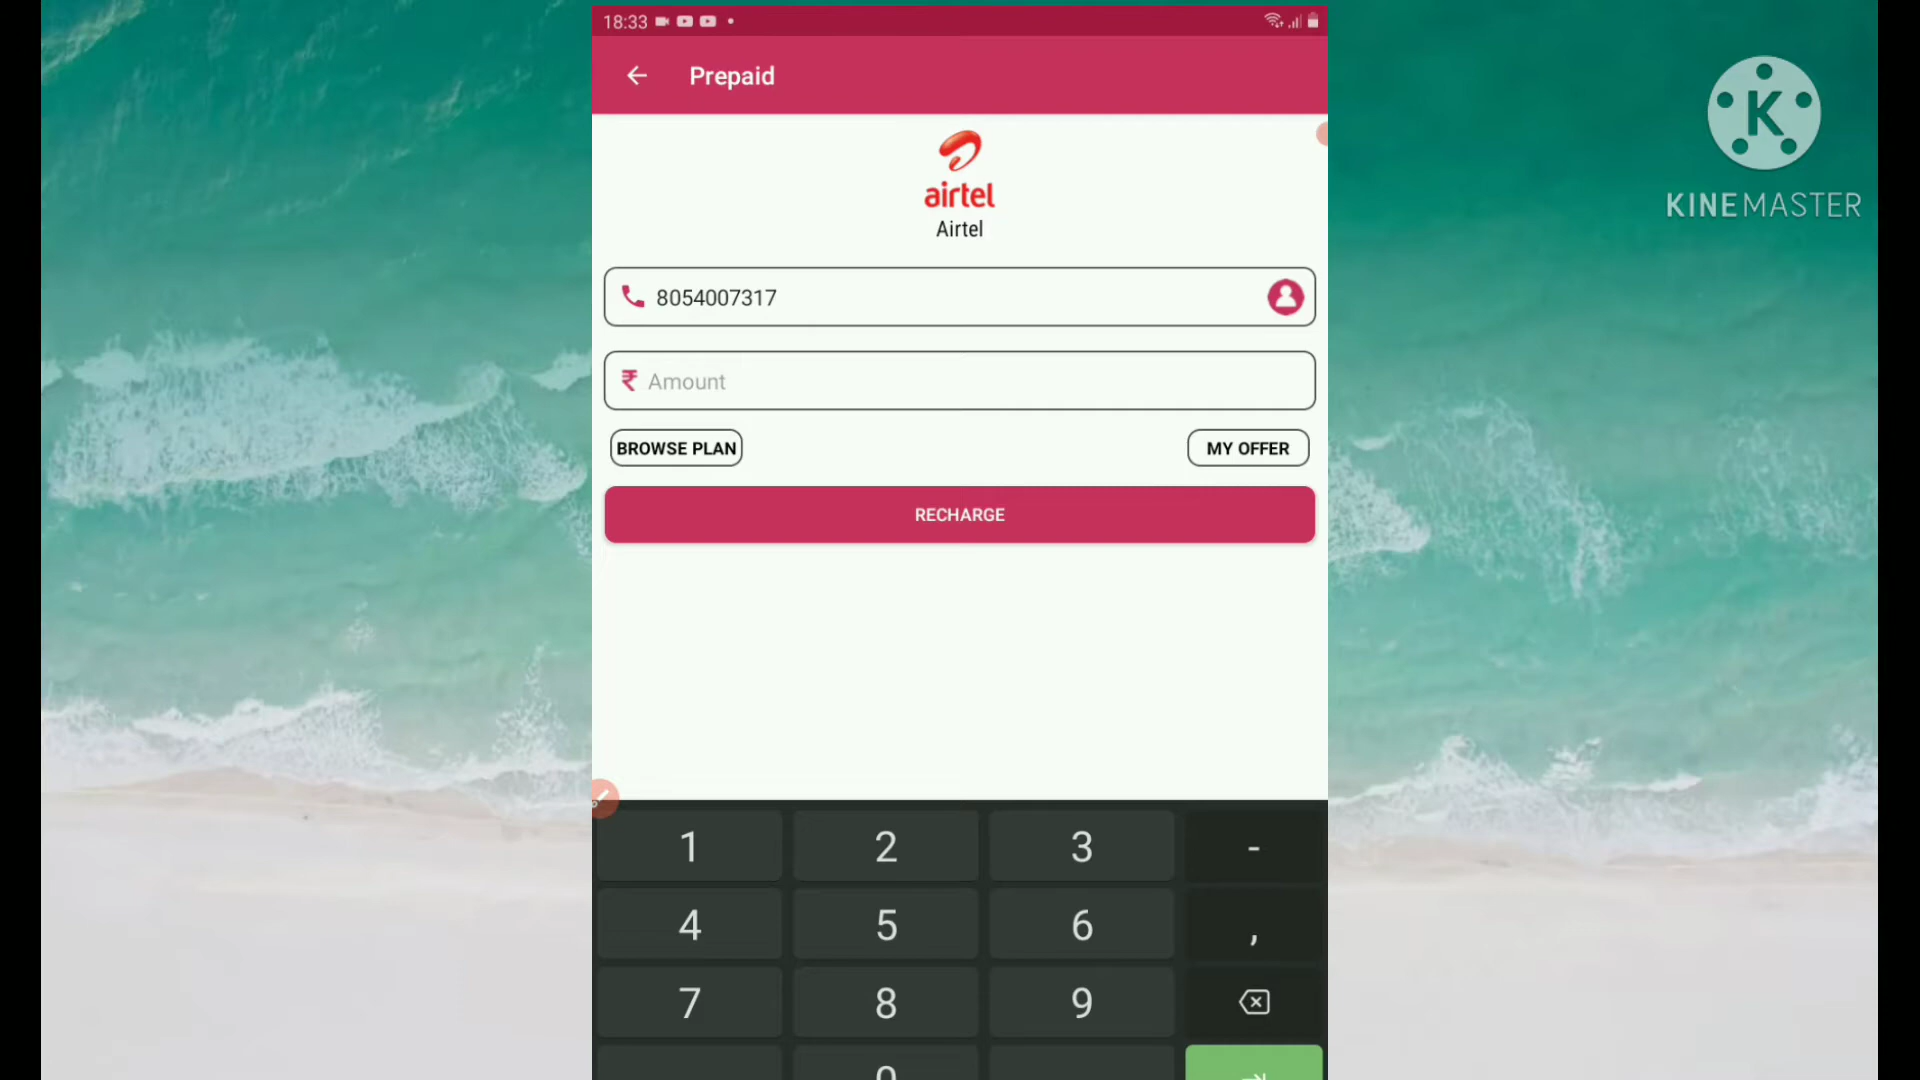 18:33
Prepaid
airtel
Airtel
8054007317
₹ Amount
BROWSE PLAN
MY OFFER
RECHARGE
1 2 3 -
4 5 6 ,
7 8 9
0
K
KINEMASTER